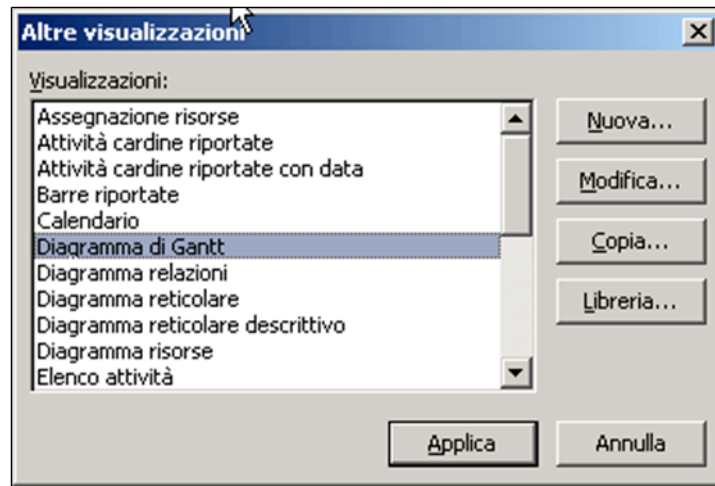 Altre visualizzazioni
Visualizzazioni:
Assegnazione risorse
Attività cardine riportate
Attività cardine riportate con data
Barre riportate
Calendario
Diagramma di Gantt
Diagramma relazioni
Diagramma reticolare
Diagramma reticolare descrittivo
Diagramma risorse
Elenco attività
Nuova...
Modifica...
Copia...
Libreria...
Applica
Annulla